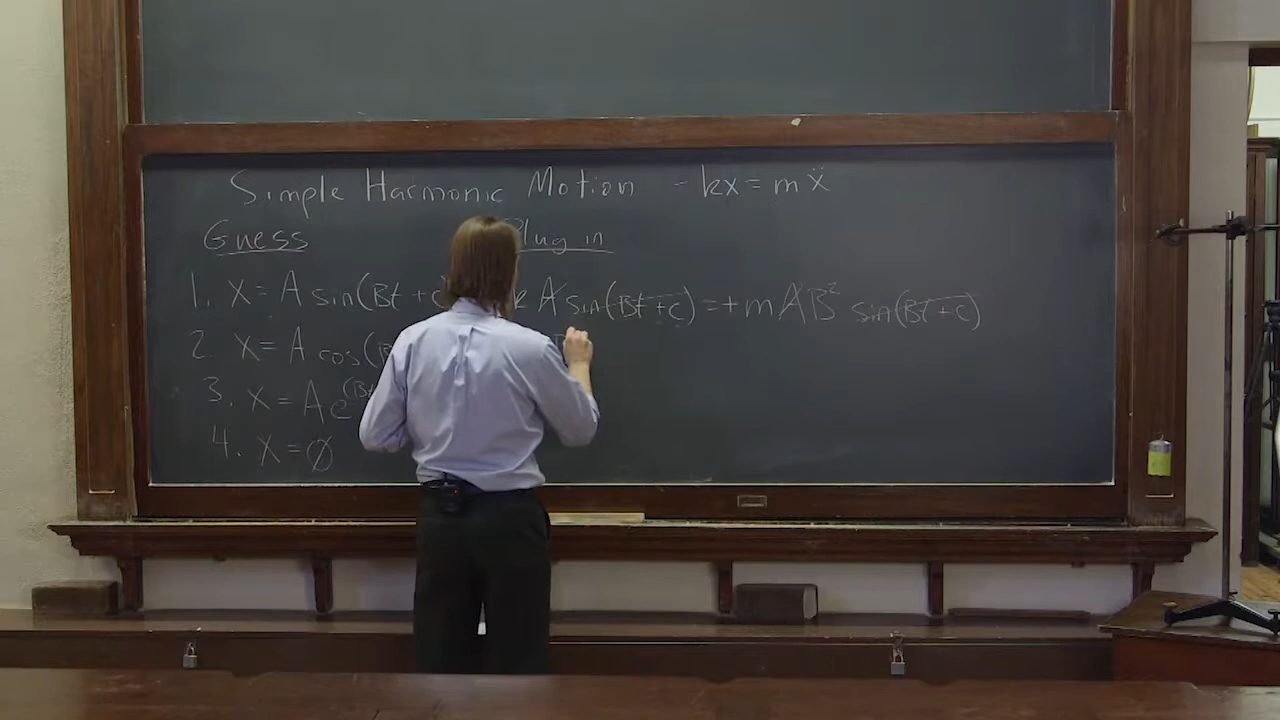 Simple Harmonic Motion -kx = mẍ
Guess Plug in
1. x = A sin(Bt + c k A sin(Bt + c) = +mAB² sin(Bt + c)
2. x = A cos(B
3. x = Ae^(Bt
4. x = ∅